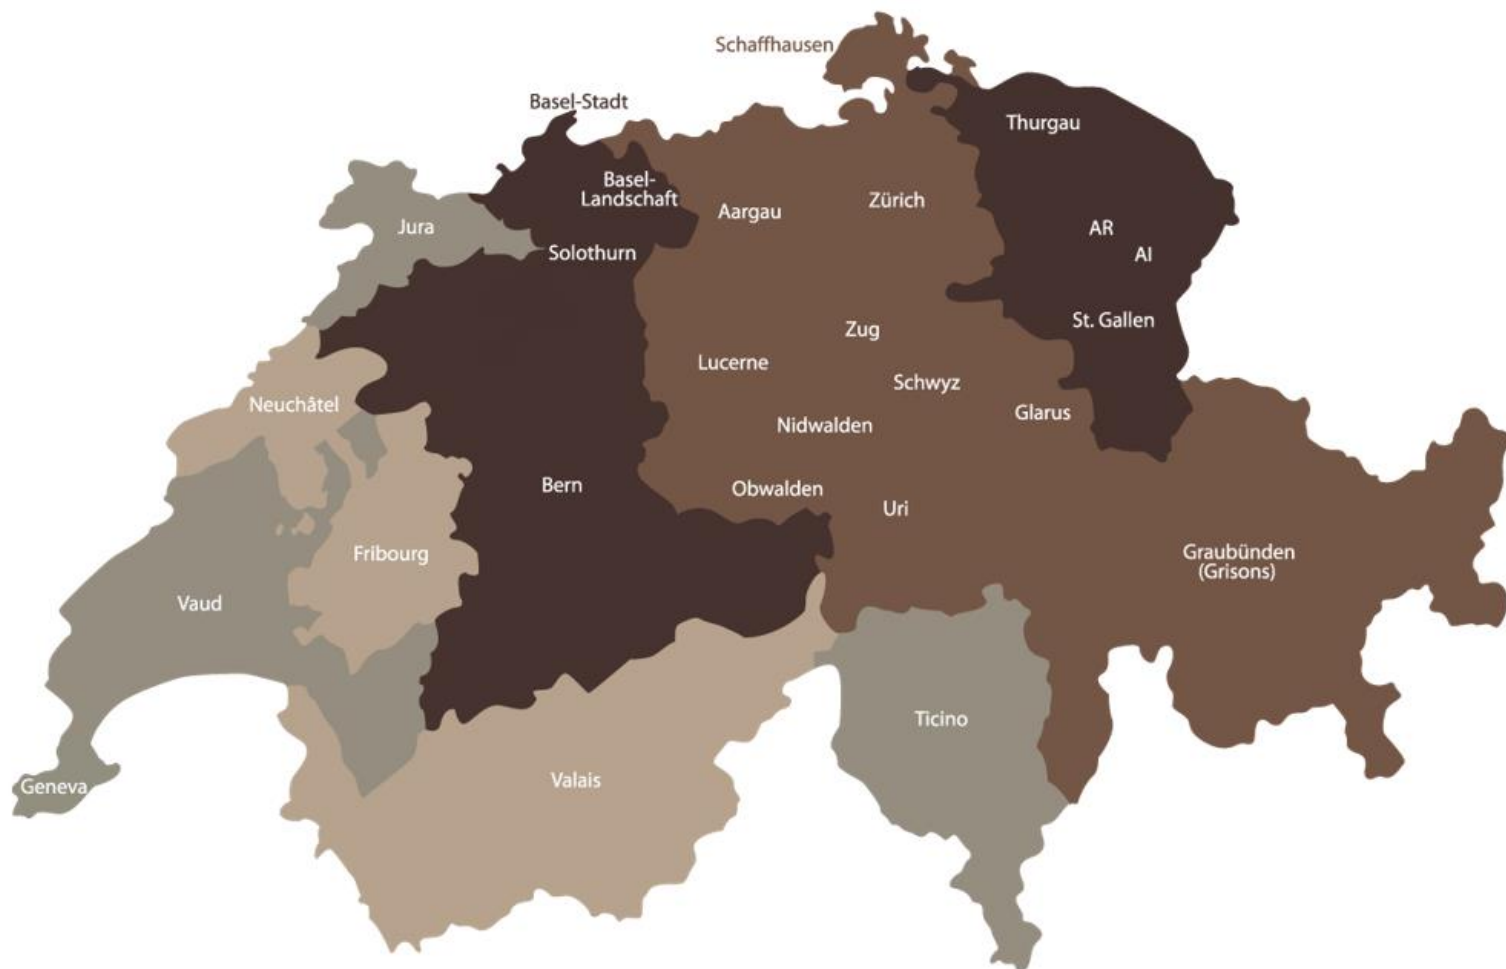 Schaffhausen
Basel-Stadt
Thurgau
Basel-
Landschaft
Aargau
Zürich
Jura
AR
Solothurn
AI
St. Gallen
Zug
Lucerne
Schwyz
Neuchâtel
Glarus
Nidwalden
Bern
Obwalden
Uri
Fribourg
Graubünden
(Grisons)
Vaud
Ticino
Geneva
Valais